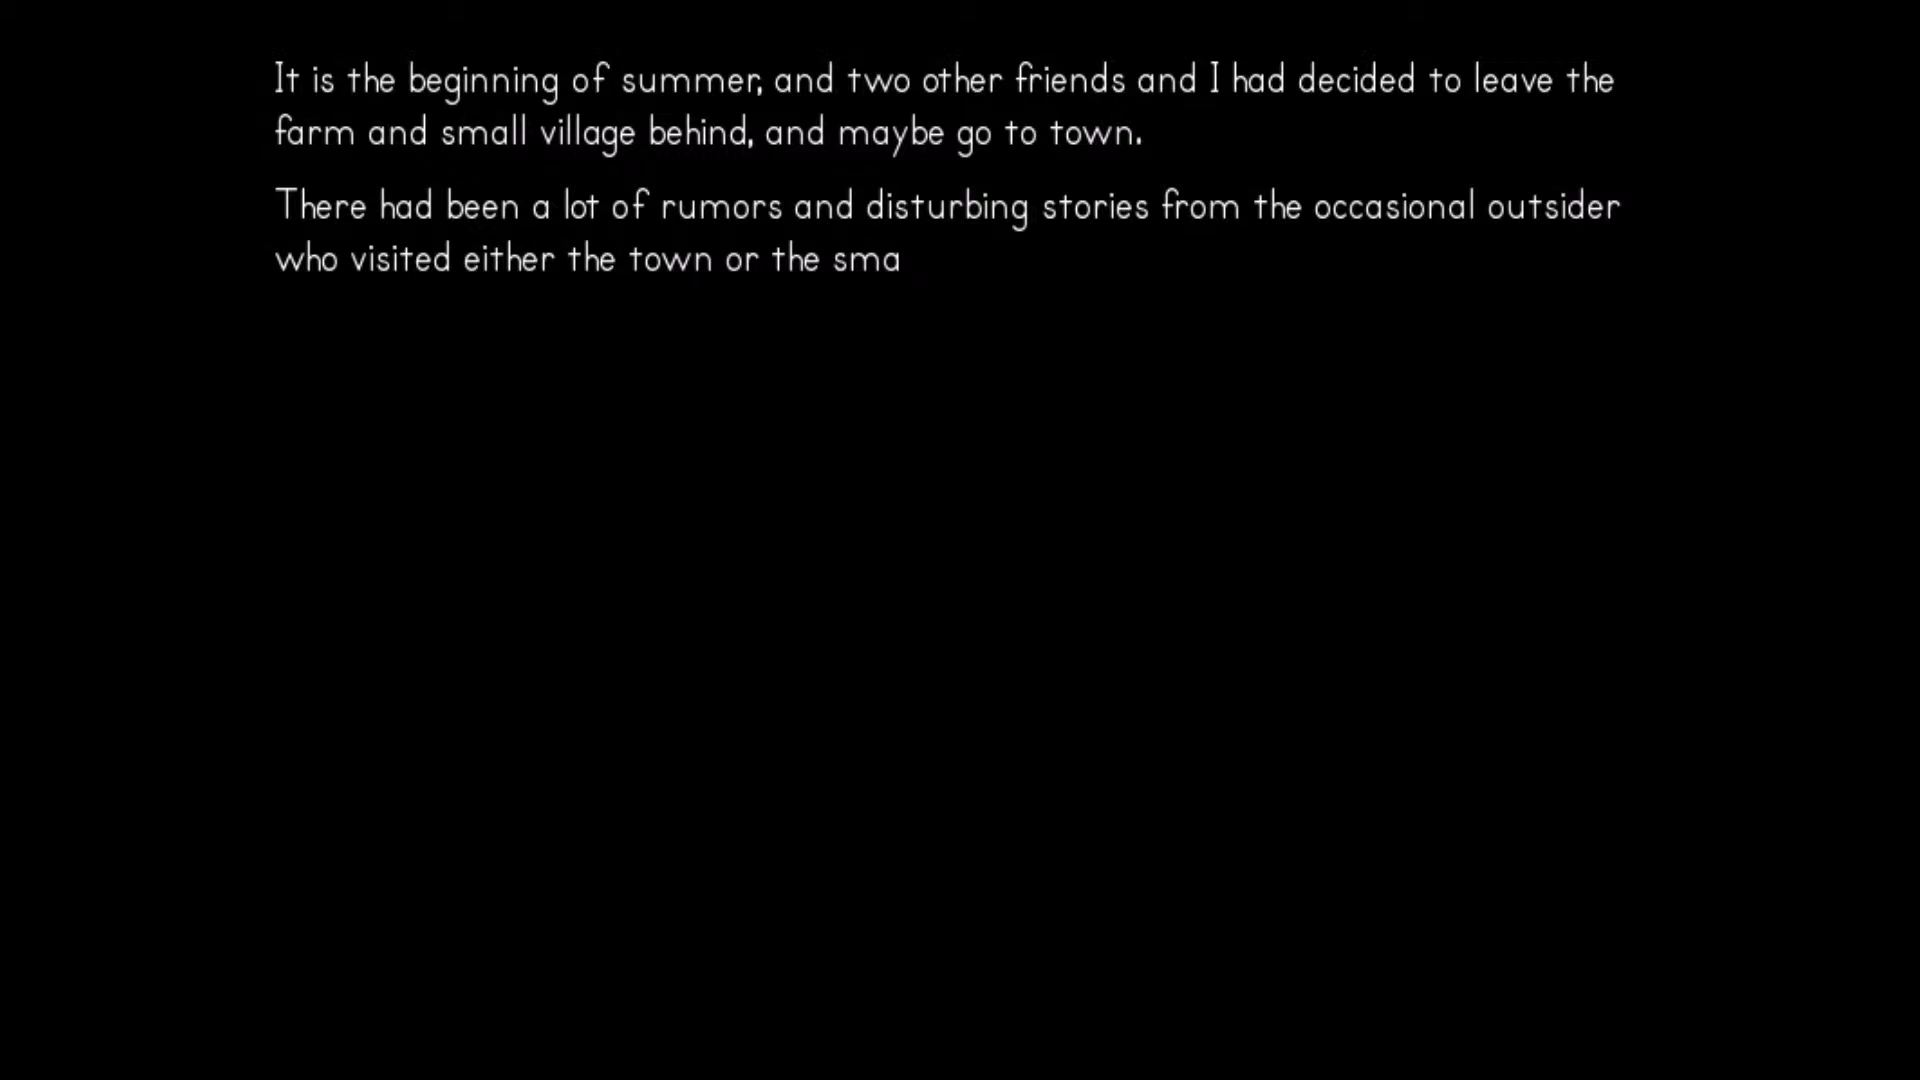 It is the beginning of summer, and two other friends and I had decided to leave the
farm and small village behind, and maybe go to town.
There had been a lot of rumors and disturbing stories from the occasional outsider
who visited either the town or the sma